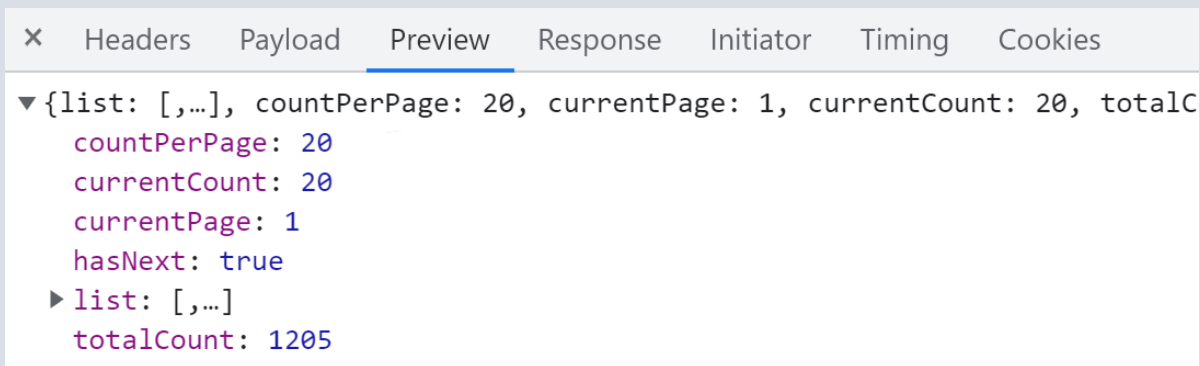 × Headers Payload Preview Response Initiator Timing Cookies
▼{list: [,…], countPerPage: 20, currentPage: 1, currentCount: 20, totalC
countPerPage: 20
currentCount: 20
currentPage: 1
hasNext: true
▶list: [,…]
totalCount: 1205